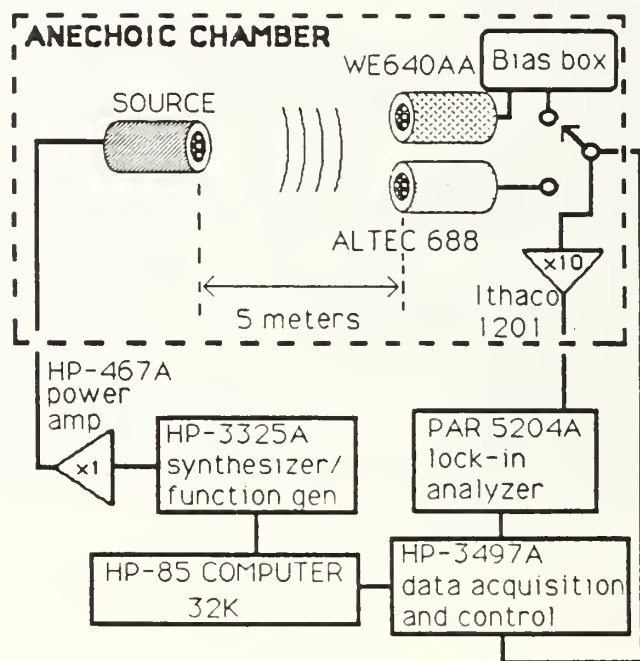 ANECHOIC CHAMBER
WE640AA
Bias box
SOURCE
ALTEC 688
x10
5 meters
Ithaco
1201
HP-467A
power
amp
x1
HP-3325A
synthesizer/
function gen
PAR 5204A
lock-in
analyzer
HP-85 COMPUTER
32K
HP-3497A
data acquisition
and control